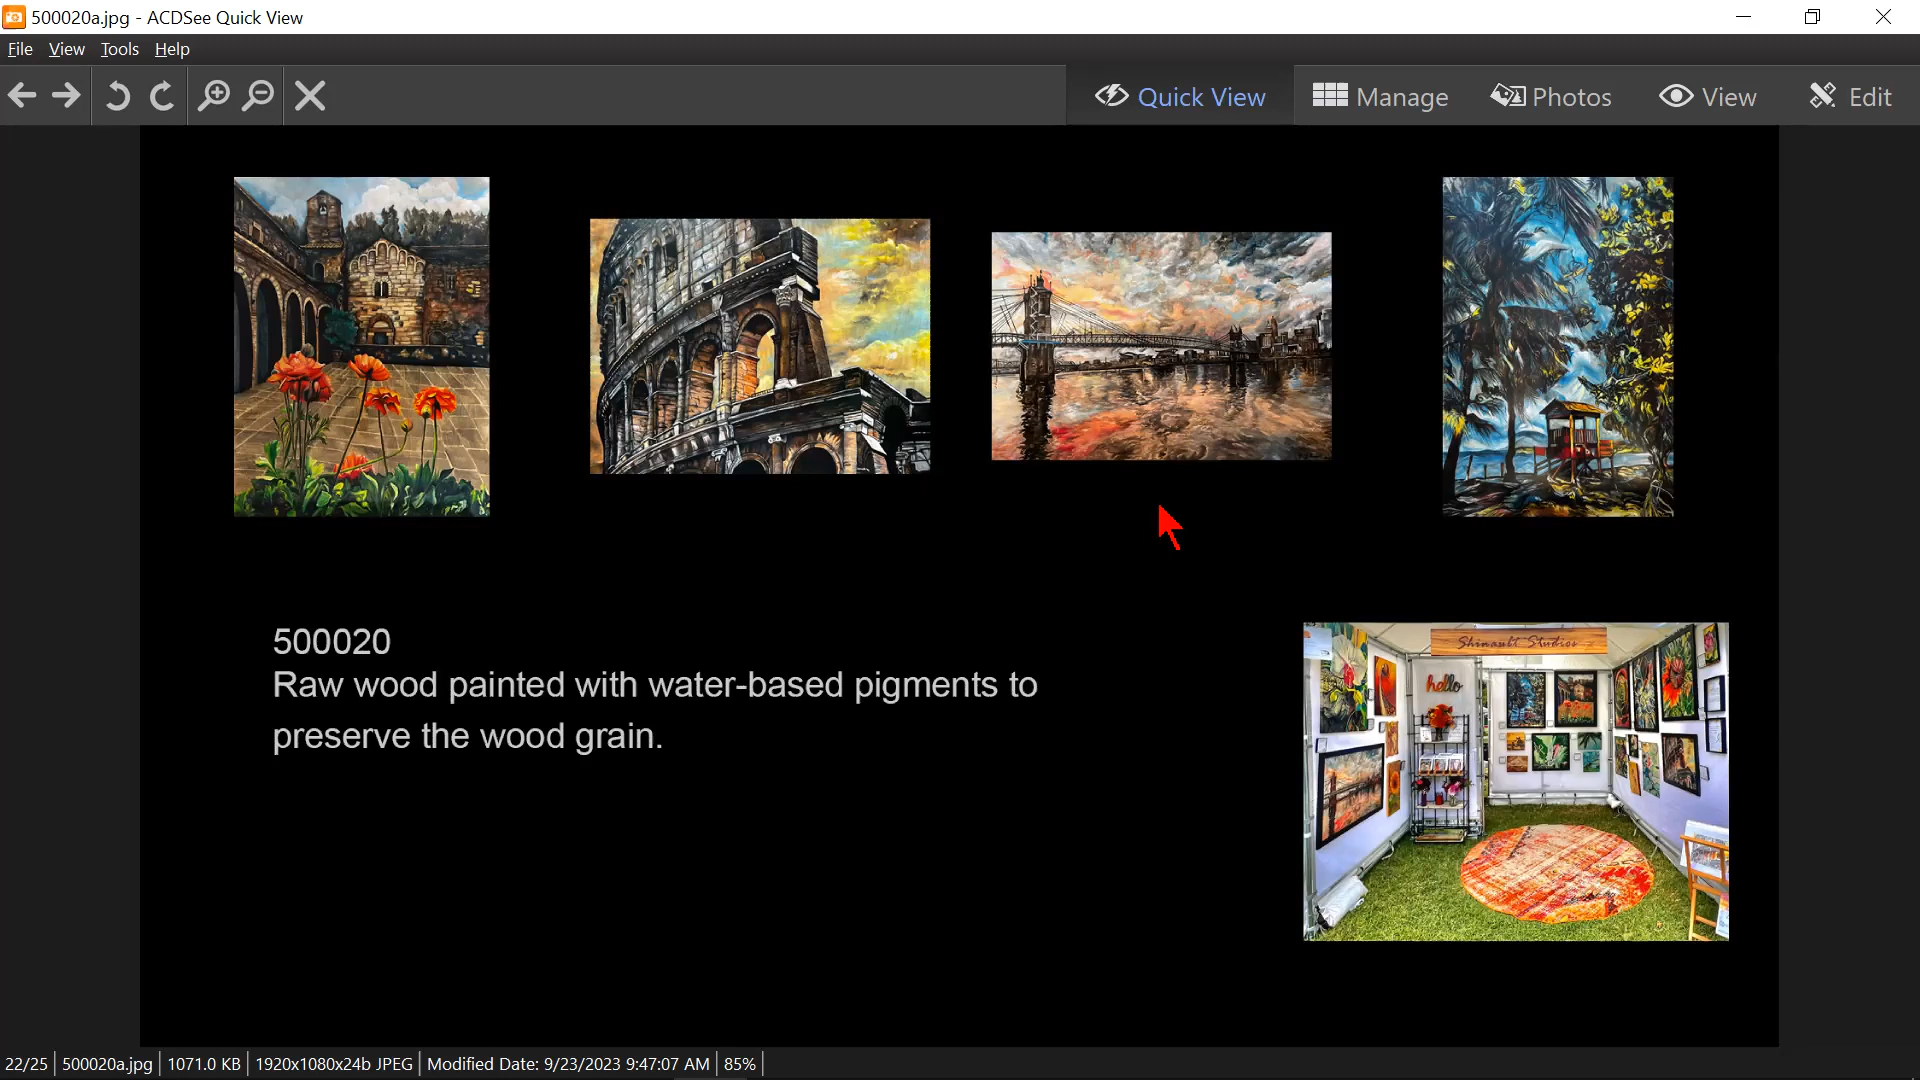 500020a.jpg - ACDSee Quick View
File View Tools Help
Quick View Manage Photos View Edit
500020
Raw wood painted with water-based pigments to
preserve the wood grain.
Shinault Studios
hello
22/25 500020a.jpg 1071.0 KB 1920x1080x24b JPEG Modified Date: 9/23/2023 9:47:07 AM 85%